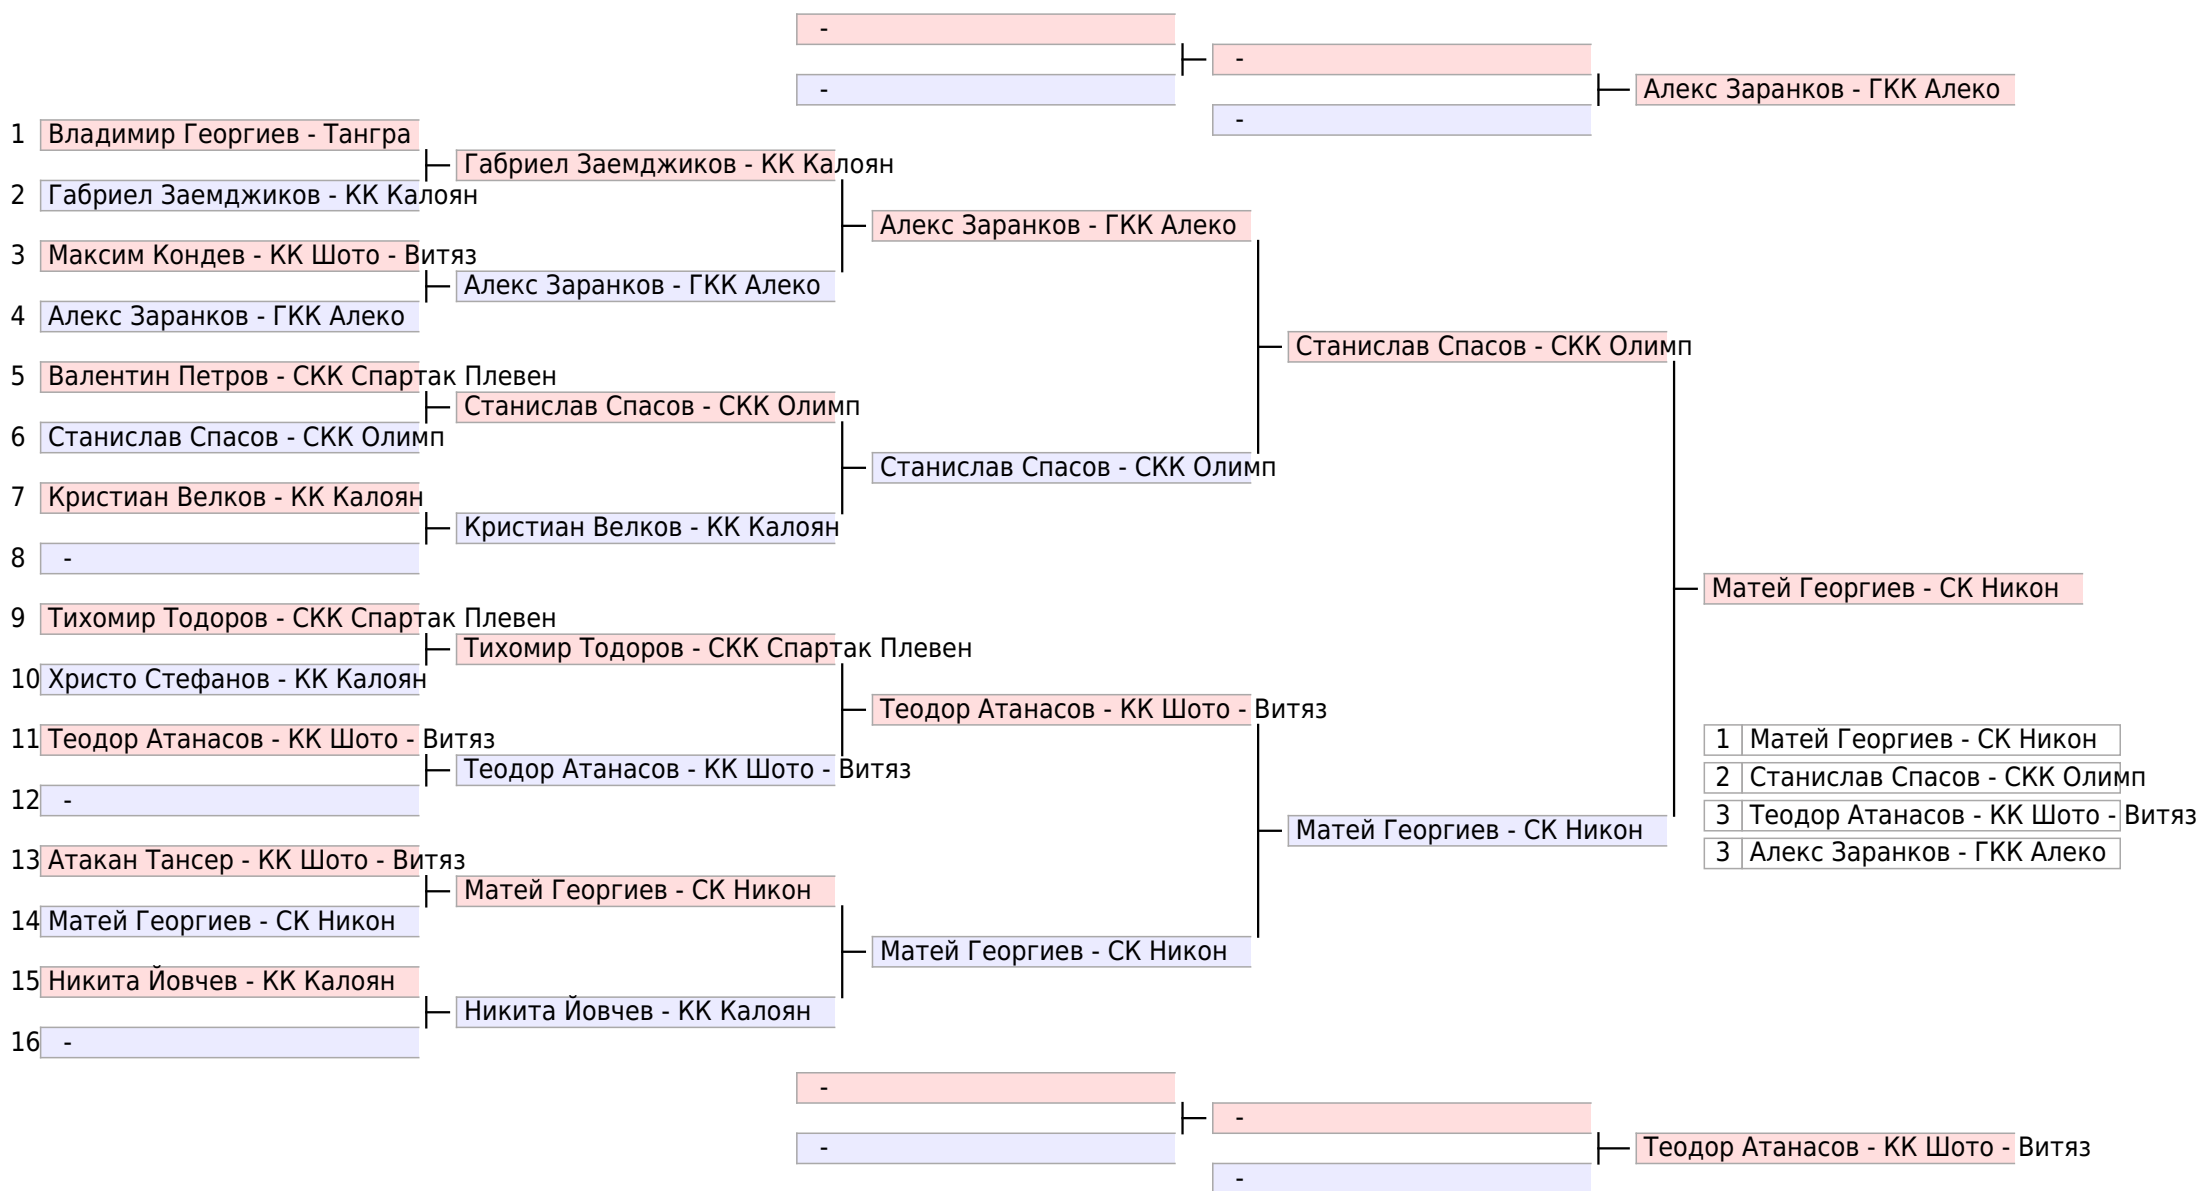 -
-
-
-
Алекс Заранков - ГКК Алеко
1 Владимир Георгиев - Тангра
Габриел Заемджиков - КК Калоян
2 Габриел Заемджиков - КК Калоян
Алекс Заранков - ГКК Алеко
3 Максим Кондев - КК Шото - Витяз
Алекс Заранков - ГКК Алеко
4 Алекс Заранков - ГКК Алеко
Станислав Спасов - СКК Олимп
5 Валентин Петров - СКК Спартак Плевен
Станислав Спасов - СКК Олимп
6 Станислав Спасов - СКК Олимп
Станислав Спасов - СКК Олимп
7 Кристиан Велков - КК Калоян
Кристиан Велков - КК Калоян
8 -
Матей Георгиев - СК Никон
9 Тихомир Тодоров - СКК Спартак Плевен
Тихомир Тодоров - СКК Спартак Плевен
10 Христо Стефанов - КК Калоян
Теодор Атанасов - КК Шото - Витяз
11 Теодор Атанасов - КК Шото - Витяз
Теодор Атанасов - КК Шото - Витяз
12 -
Матей Георгиев - СК Никон
13 Атакан Тансер - КК Шото - Витяз
Матей Георгиев - СК Никон
14 Матей Георгиев - СК Никон
Матей Георгиев - СК Никон
15 Никита Йовчев - КК Калоян
Никита Йовчев - КК Калоян
16 -
1 Матей Георгиев - СК Никон
2 Станислав Спасов - СКК Олимп
3 Теодор Атанасов - КК Шото - Витяз
3 Алекс Заранков - ГКК Алеко
-
-
-
-
Теодор Атанасов - КК Шото - Витяз